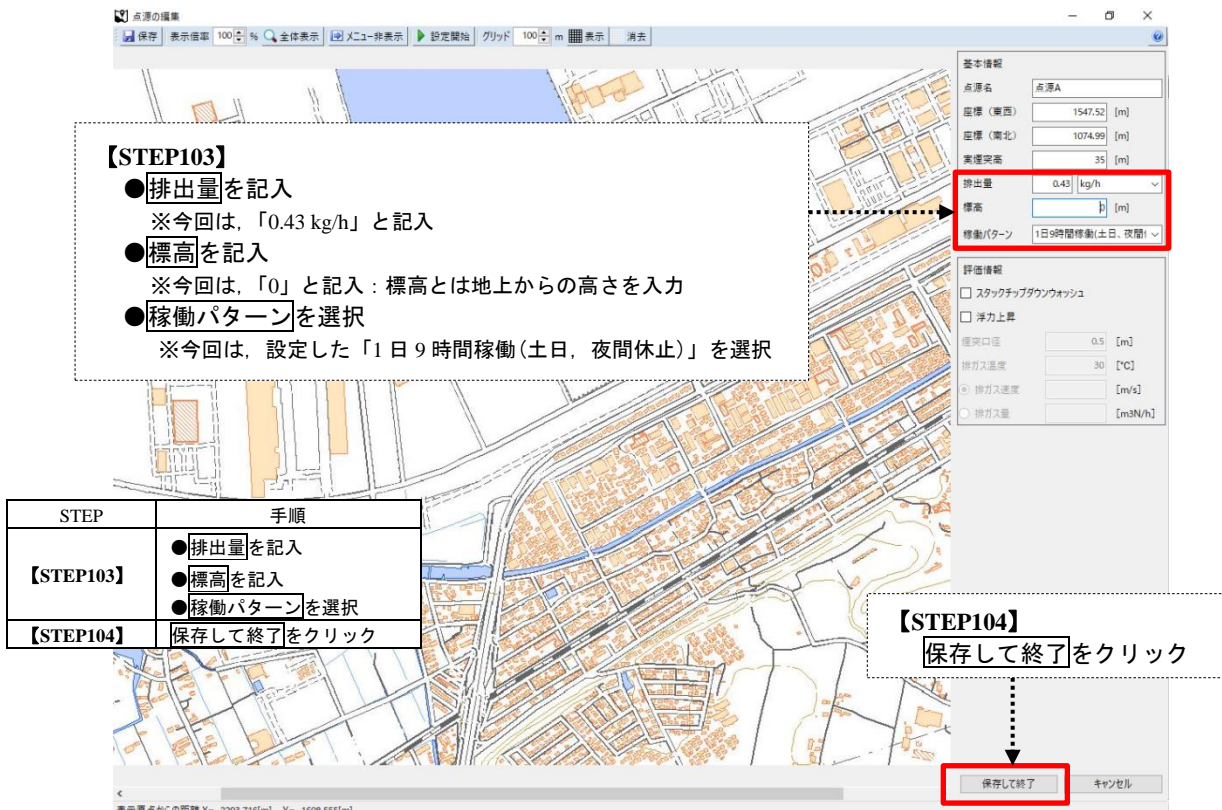 点源の編集
保存 表示倍率 100 % 全体表示 メニュー非表示 設定開始 グリッド 100 m 表示 消去
【STEP103】
●排出量を記入
※今回は，「0.43 kg/h」と記入
●標高を記入
※今回は，「0」と記入：標高とは地上からの高さを入力
●稼働パターンを選択
※今回は，設定した「1 日 9 時間稼働(土日，夜間休止)」を選択
基本情報
点源名 点源A
座標（東西） 1547.52 [m]
座標（南北） 1074.99 [m]
実煙突高 35 [m]
排出量 0.43 kg/h
標高 0 [m]
稼働パターン 1日9時間稼働(土日、夜間
評価情報
スタックチップダウンウォッシュ
浮力上昇
煙突口径 0.5 [m]
排ガス温度 30 [℃]
排ガス速度 [m/s]
排ガス量 [m3N/h]
STEP 手順
【STEP103】 ●排出量を記入
●標高を記入
●稼働パターンを選択
【STEP104】 保存して終了をクリック
【STEP104】
保存して終了をクリック
保存して終了 キャンセル